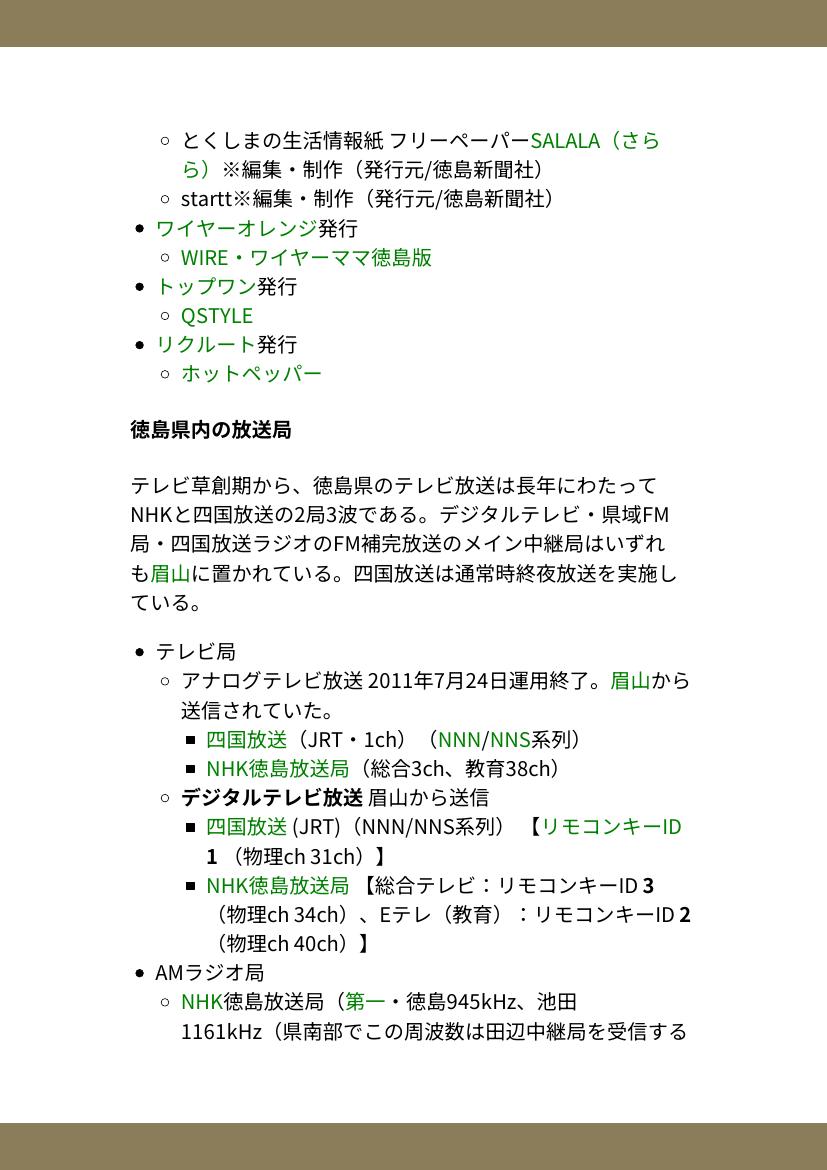 とくしまの生活情報紙 フリーペーパーSALALA（さら
ら）※編集・制作（発行元/徳島新聞社）
startt※編集・制作（発行元/徳島新聞社）
ワイヤーオレンジ発行
WIRE・ワイヤーママ徳島版
トップワン発行
QSTYLE
リクルート発行
ホットペッパー
徳島県内の放送局
テレビ草創期から、徳島県のテレビ放送は長年にわたって
NHKと四国放送の2局3波である。デジタルテレビ・県域FM
局・四国放送ラジオのFM補完放送のメイン中継局はいずれ
も眉山に置かれている。四国放送は通常時終夜放送を実施し
ている。
テレビ局
アナログテレビ放送 2011年7月24日運用終了。眉山から
送信されていた。
四国放送（JRT・1ch）（NNN/NNS系列）
NHK徳島放送局（総合3ch、教育38ch）
デジタルテレビ放送 眉山から送信
四国放送 (JRT)（NNN/NNS系列） 【リモコンキーID
1 （物理ch 31ch）】
NHK徳島放送局 【総合テレビ：リモコンキーID 3
（物理ch 34ch）、Eテレ（教育）：リモコンキーID 2
（物理ch 40ch）】
AMラジオ局
NHK徳島放送局（第一・徳島945kHz、池田
1161kHz（県南部でこの周波数は田辺中継局を受信する